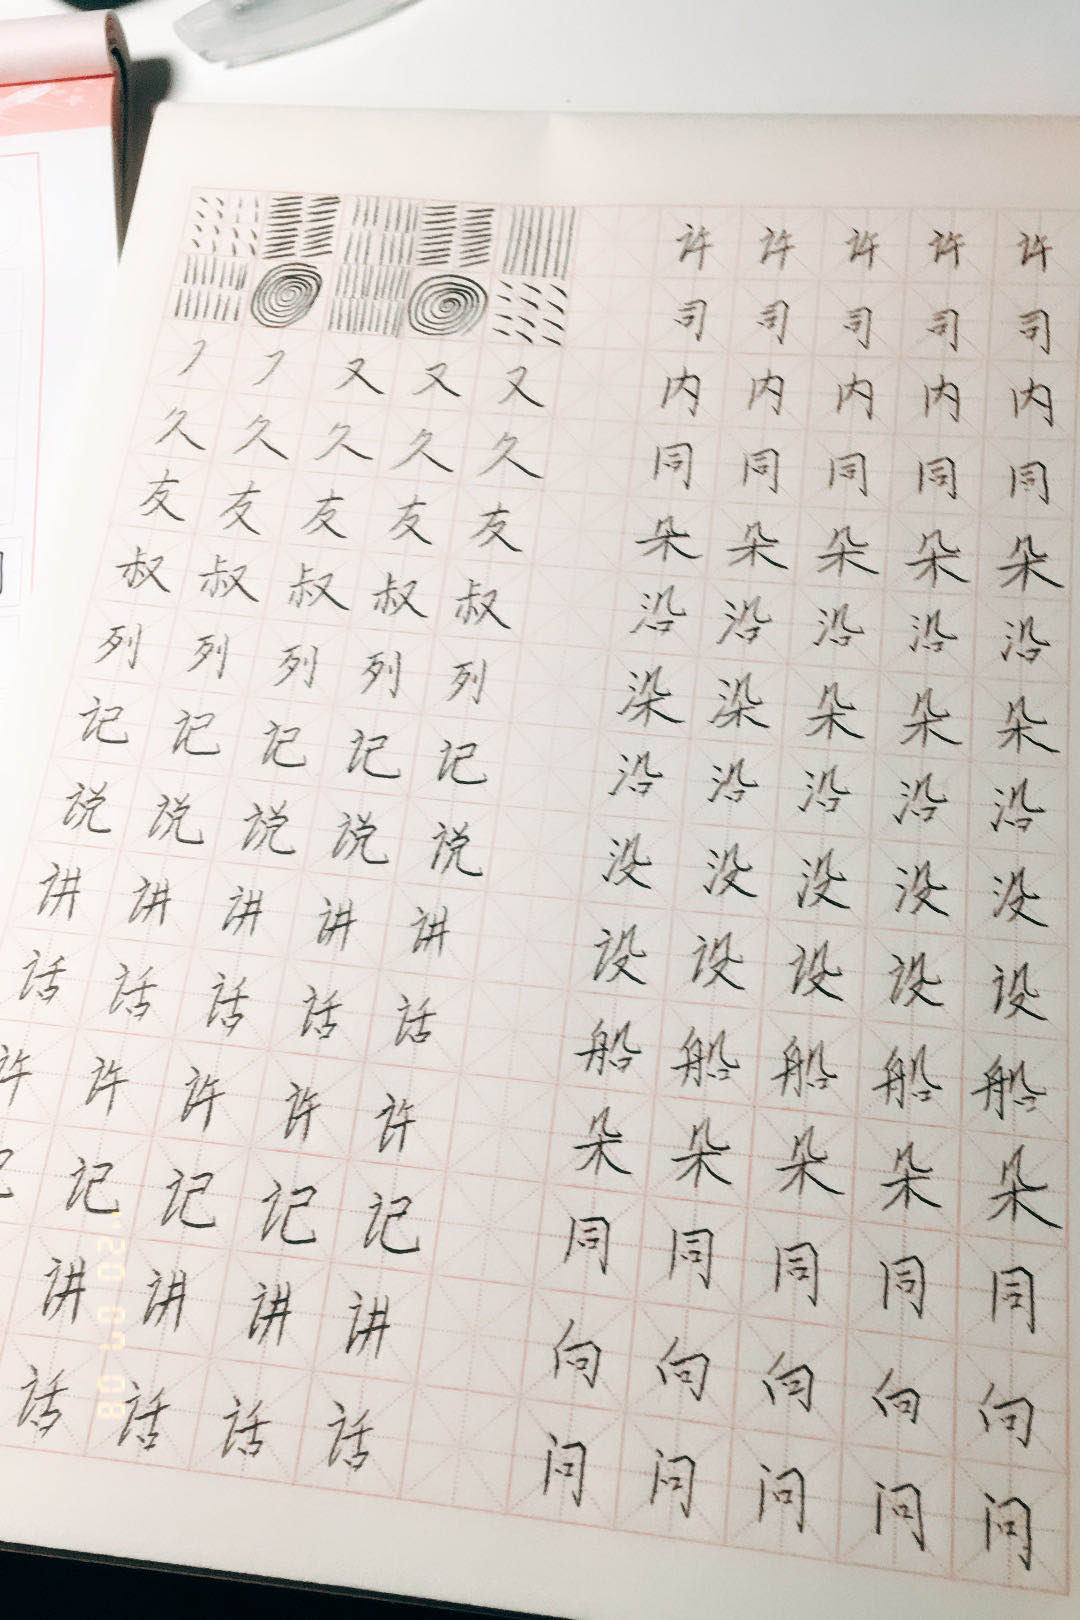 ㇇ ㇇ 又 又 又
久 久 久 久 久
友 友 友 友 友
叔 叔 叔 叔 叔
列 列 列 列 列
记 记 记 记 记
说 说 说 说 说
讲 讲 讲 讲 讲
话 话 话 话 话
许 许 许 许 许
记 记 记 记 记
讲 讲 讲 讲
话 话 话 话
许 许 许 许 许
司 司 司 司 司
内 内 内 内 内
同 同 同 同 同
朵 朵 朵 朵 朵
沿 沿 沿 沿 沿
染 染 朵 朵 朵
沿 沿 沿 沿 沿
没 没 没 没 没
设 设 设 设 设
船 船 船 船 船
朵 朵 朵 朵 朵
同 同 同 同 同
向 向 向 向 向
问 问 问 问 问
'20 07 08